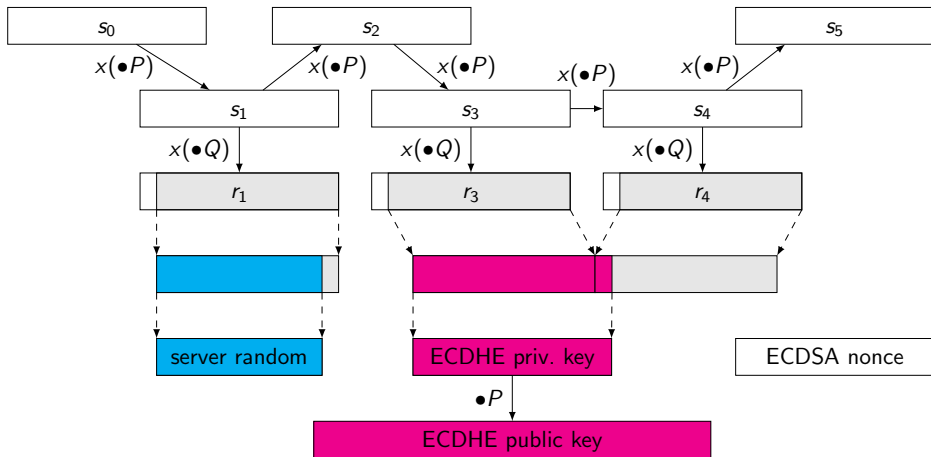 s₀
s₂
s₅
x(•P)
x(•P)
x(•P)
x(•P)
x(•P)
s₁
s₃
s₄
x(•Q)
x(•Q)
x(•Q)
r₁
r₃
r₄
server random
ECDHE priv. key
ECDSA nonce
•P
ECDHE public key